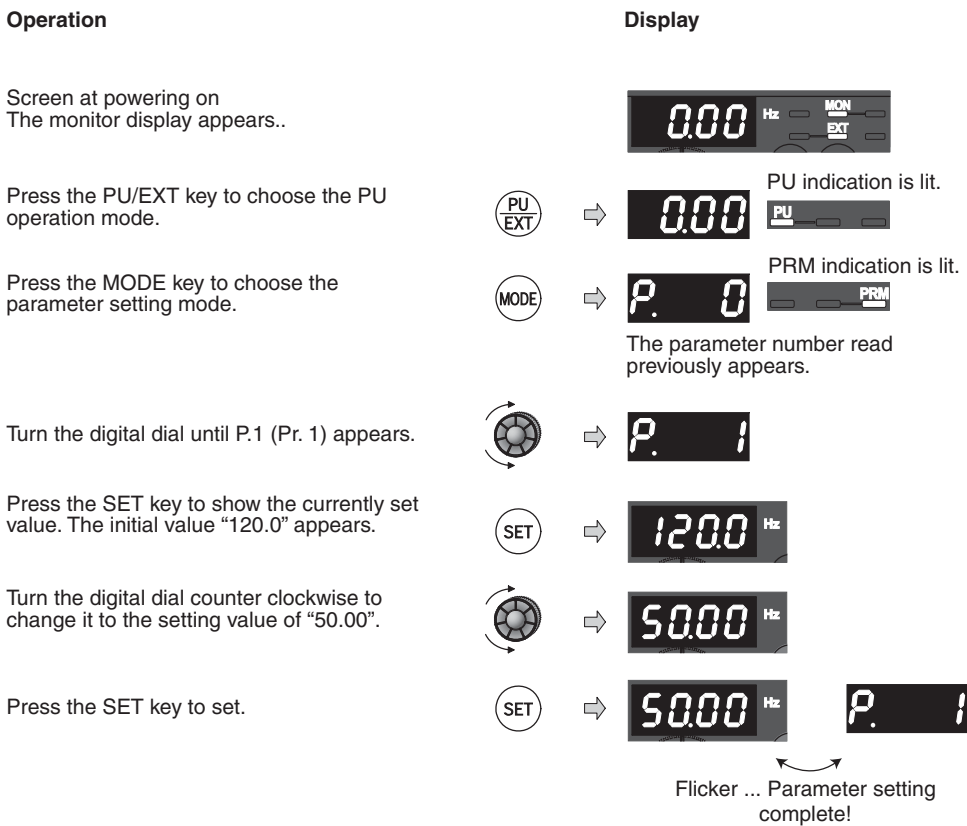 Operation
Display
Screen at powering on
The monitor display appears..
0.00 Hz MON
EXT
Press the PU/EXT key to choose the PU
operation mode.
PU
EXT
0.00
PU indication is lit.
PU
Press the MODE key to choose the
parameter setting mode.
MODE
P. 0
PRM indication is lit.
PRM
The parameter number read
previously appears.
Turn the digital dial until P.1 (Pr. 1) appears.
P. 1
Press the SET key to show the currently set
value. The initial value “120.0” appears.
SET
120.0 Hz
Turn the digital dial counter clockwise to
change it to the setting value of “50.00”.
50.00 Hz
Press the SET key to set.
SET
50.00 Hz
P. 1
Flicker ... Parameter setting
complete!